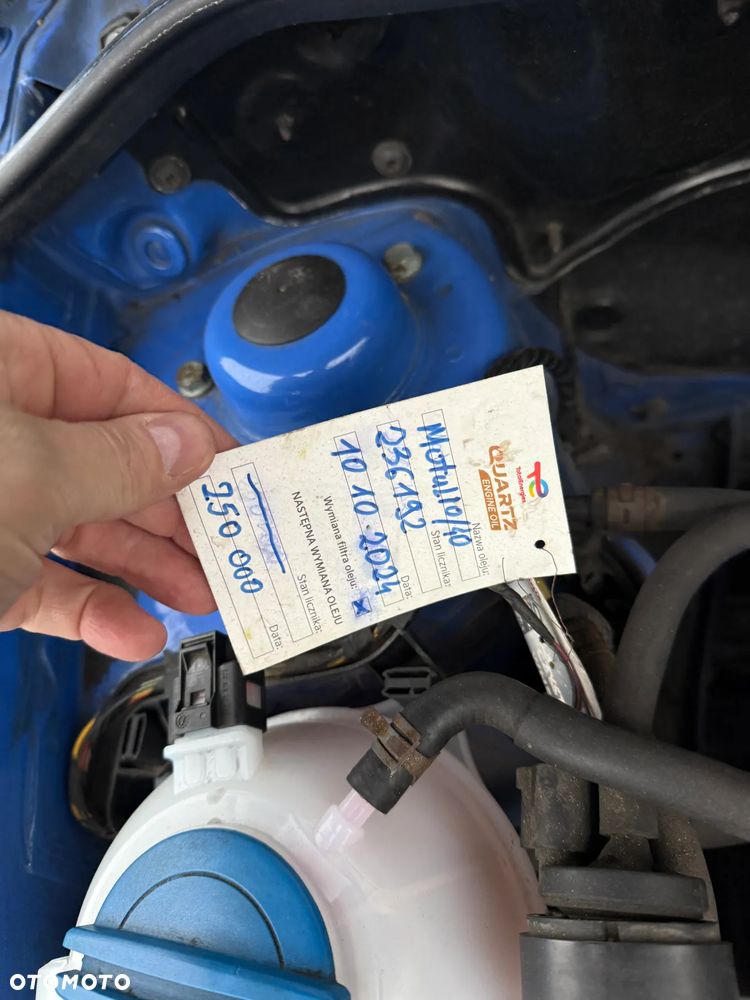 TotalEnergies
QUARTZ
ENGINE OIL
Nazwa oleju:
Motul 10/40
Stan licznika:
236192
Data:
10 10.2024
Wymiana filtra oleju: x
NASTĘPNA WYMIANA OLEJU
Stan licznika:
Data:
250 000
OTOMOTO